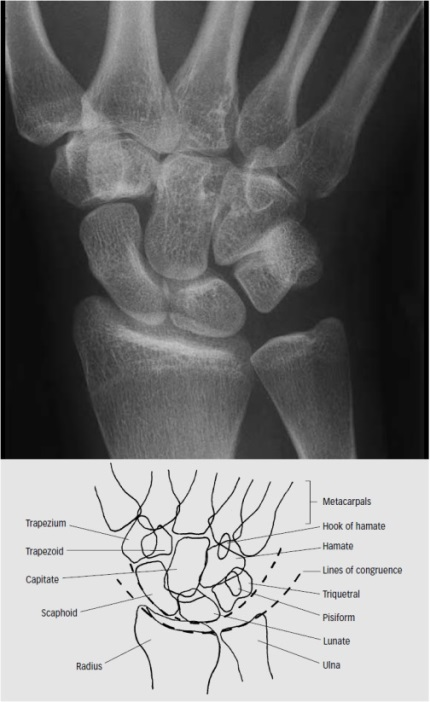 Metacarpals
Trapezium
Hook of hamate
Trapezoid
Hamate
Lines of congruence
Capitate
Triquetral
Scaphoid
Pisiform
Lunate
Radius
Ulna